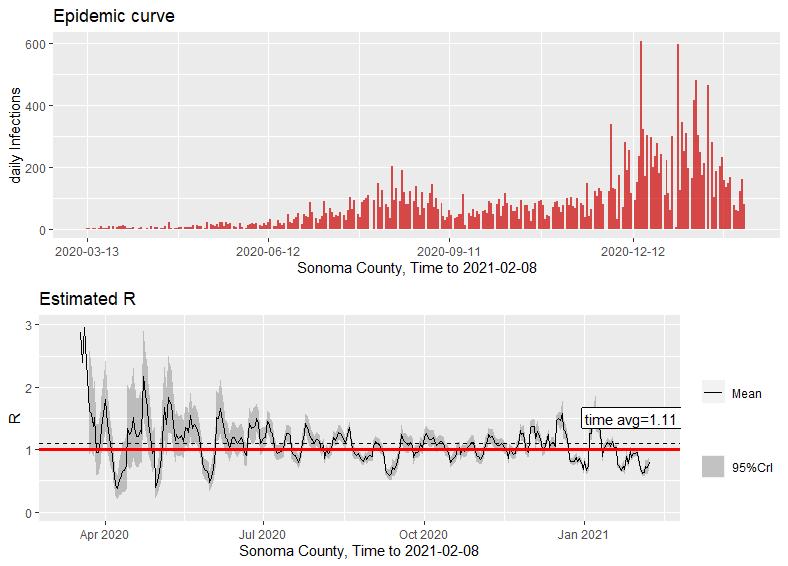 Epidemic curve
600
400
200
0
daily Infections
2020-03-13 2020-06-12 2020-09-11 2020-12-12
Sonoma County, Time to 2021-02-08
Estimated R
3
2
1
0
R
time avg=1.11
Mean
95%CrI
Apr 2020 Jul 2020 Oct 2020 Jan 2021
Sonoma County, Time to 2021-02-08